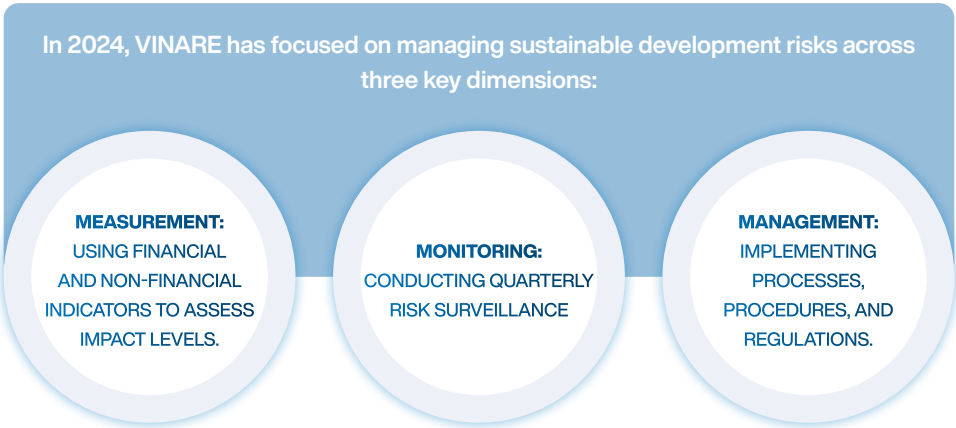 In 2024, VINARE has focused on managing sustainable development risks across
three key dimensions:
MEASUREMENT:
USING FINANCIAL
AND NON-FINANCIAL
INDICATORS TO ASSESS
IMPACT LEVELS.
MONITORING:
CONDUCTING QUARTERLY
RISK SURVEILLANCE
MANAGEMENT:
IMPLEMENTING
PROCESSES,
PROCEDURES, AND
REGULATIONS.